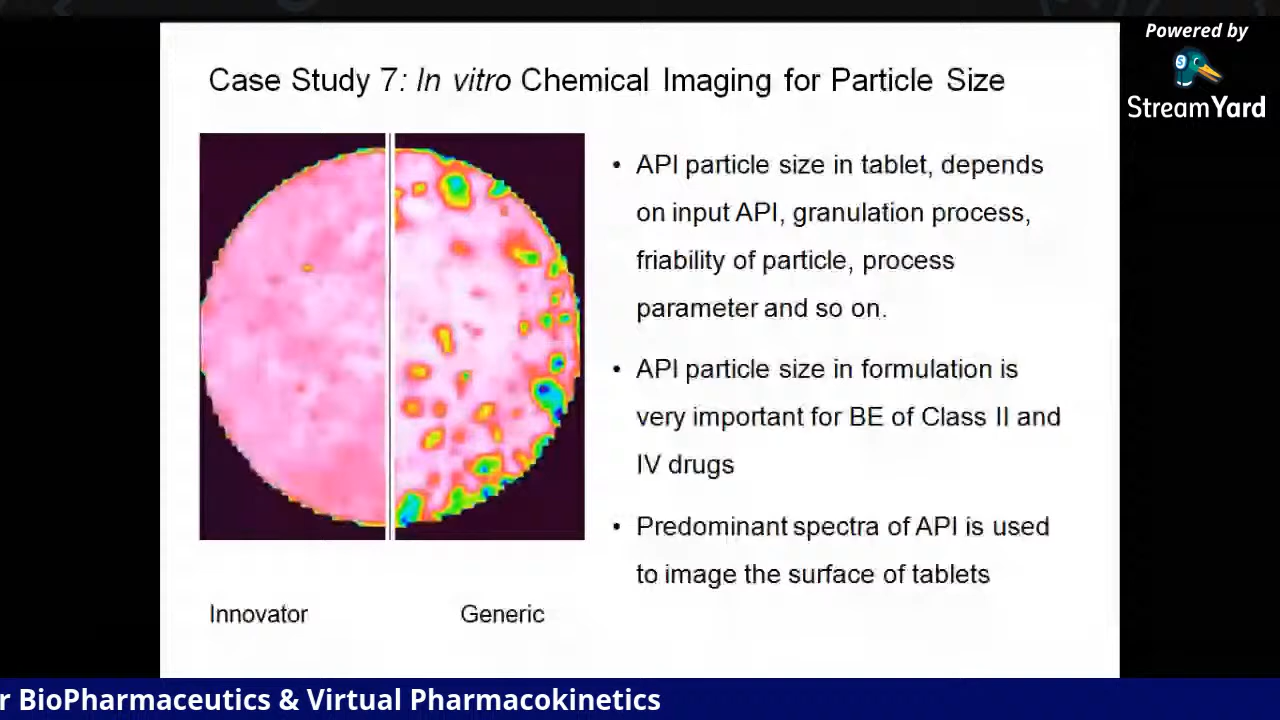 Powered by
StreamYard
Case Study 7: In vitro Chemical Imaging for Particle Size
• API particle size in tablet, depends
on input API, granulation process,
friability of particle, process
parameter and so on.
• API particle size in formulation is
very important for BE of Class II and
IV drugs
• Predominant spectra of API is used
to image the surface of tablets
Innovator
Generic
r BioPharmaceutics & Virtual Pharmacokinetics